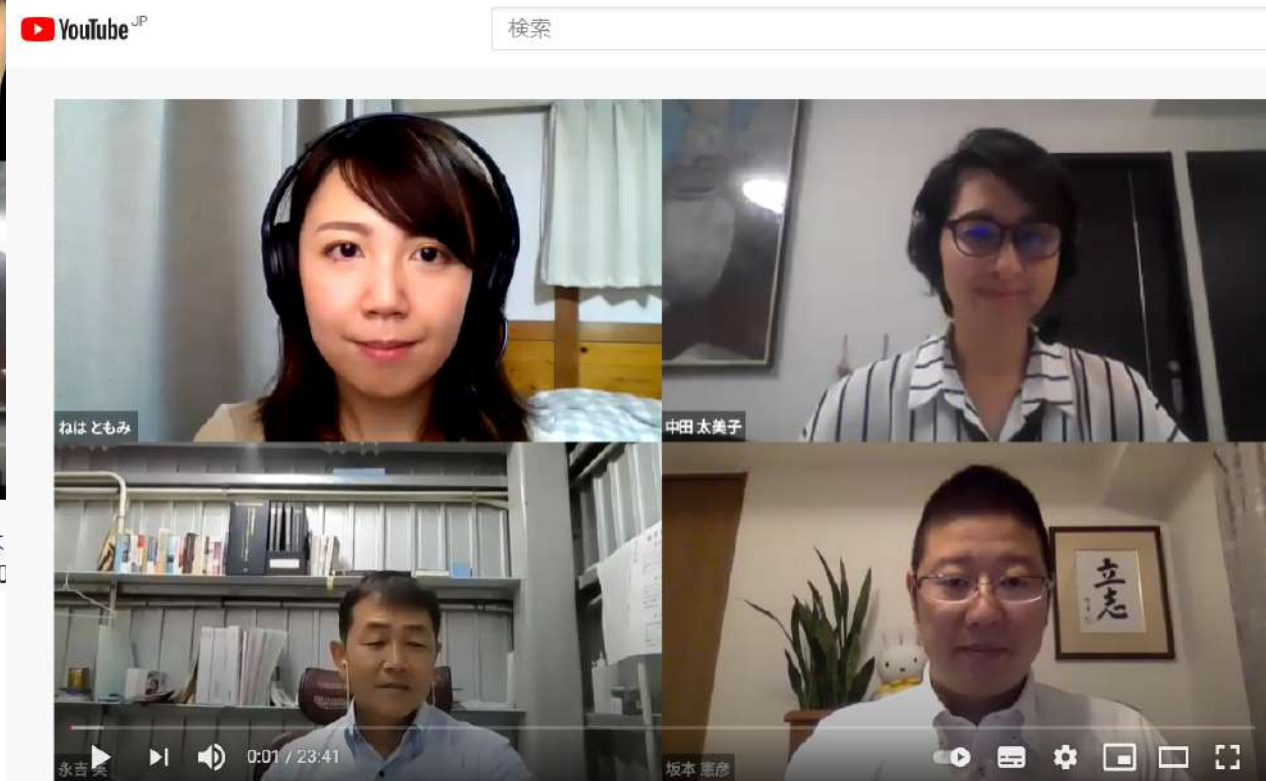 YouTube JP
検索
ねは ともみ
中田 太美子
立志
0:01 / 23:41
永吉 実
坂本 憲彦